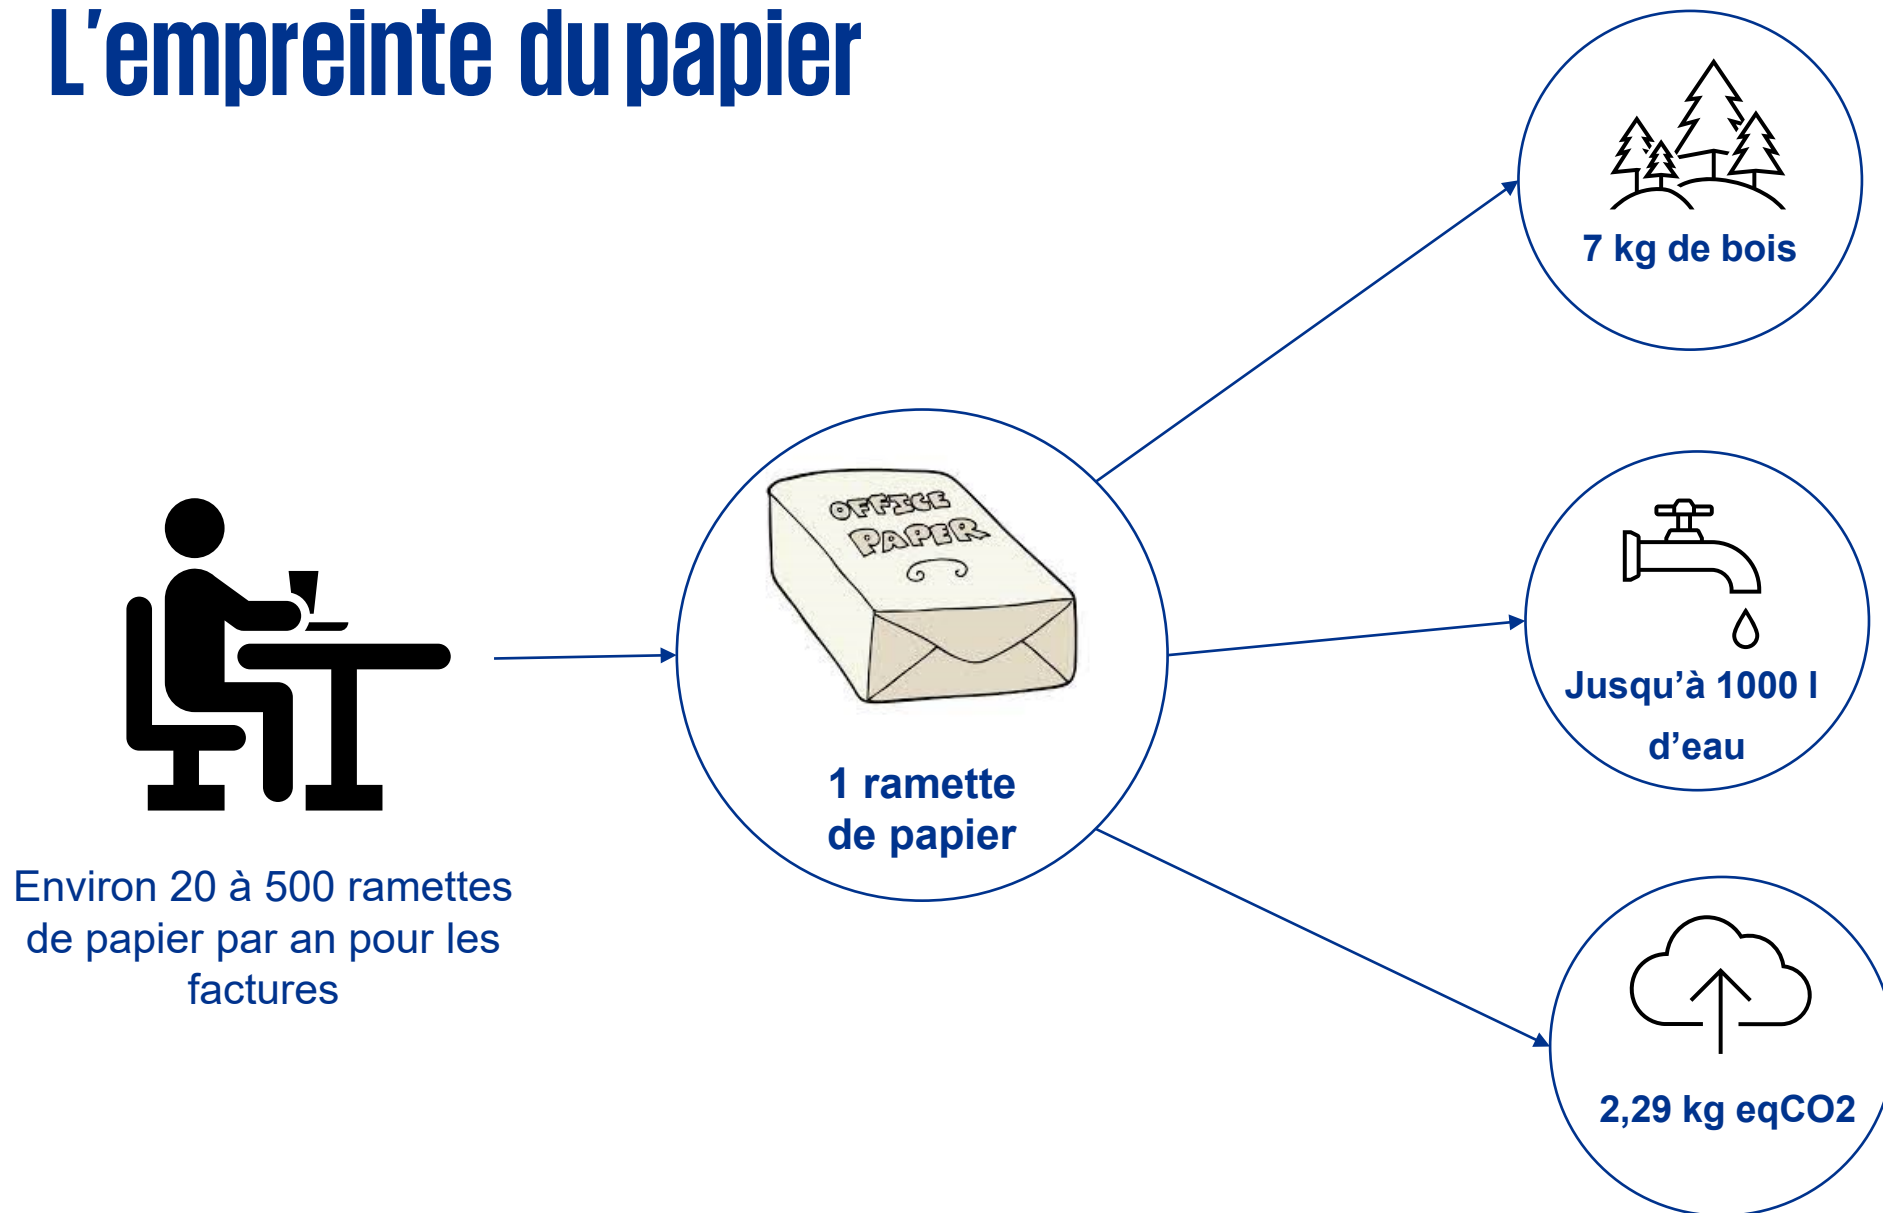 L'empreinte du papier
7 kg de bois
OFFICE
PAPER
1 ramette
de papier
Jusqu’à 1000 l
d’eau
Environ 20 à 500 ramettes
de papier par an pour les
factures
2,29 kg eqCO2